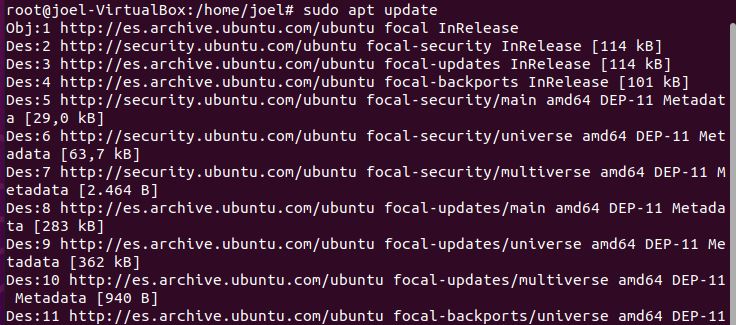 root@joel-VirtualBox:/home/joel# sudo apt update
Obj:1 http://es.archive.ubuntu.com/ubuntu focal InRelease
Des:2 http://security.ubuntu.com/ubuntu focal-security InRelease [114 kB]
Des:3 http://es.archive.ubuntu.com/ubuntu focal-updates InRelease [114 kB]
Des:4 http://es.archive.ubuntu.com/ubuntu focal-backports InRelease [101 kB]
Des:5 http://security.ubuntu.com/ubuntu focal-security/main amd64 DEP-11 Metadat
a [29,0 kB]
Des:6 http://security.ubuntu.com/ubuntu focal-security/universe amd64 DEP-11 Met
adata [63,7 kB]
Des:7 http://security.ubuntu.com/ubuntu focal-security/multiverse amd64 DEP-11 M
etadata [2.464 B]
Des:8 http://es.archive.ubuntu.com/ubuntu focal-updates/main amd64 DEP-11 Metada
ta [283 kB]
Des:9 http://es.archive.ubuntu.com/ubuntu focal-updates/universe amd64 DEP-11 Me
tadata [362 kB]
Des:10 http://es.archive.ubuntu.com/ubuntu focal-updates/multiverse amd64 DEP-11
 Metadata [940 B]
Des:11 http://es.archive.ubuntu.com/ubuntu focal-backports/universe amd64 DEP-11